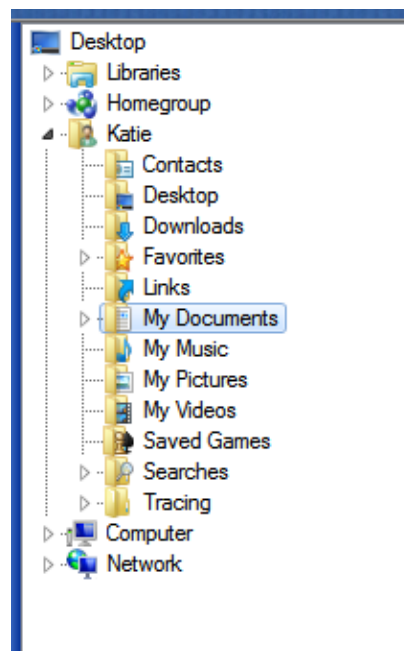 Desktop
Libraries
Homegroup
Katie
Contacts
Desktop
Downloads
Favorites
Links
My Documents
My Music
My Pictures
My Videos
Saved Games
Searches
Tracing
Computer
Network